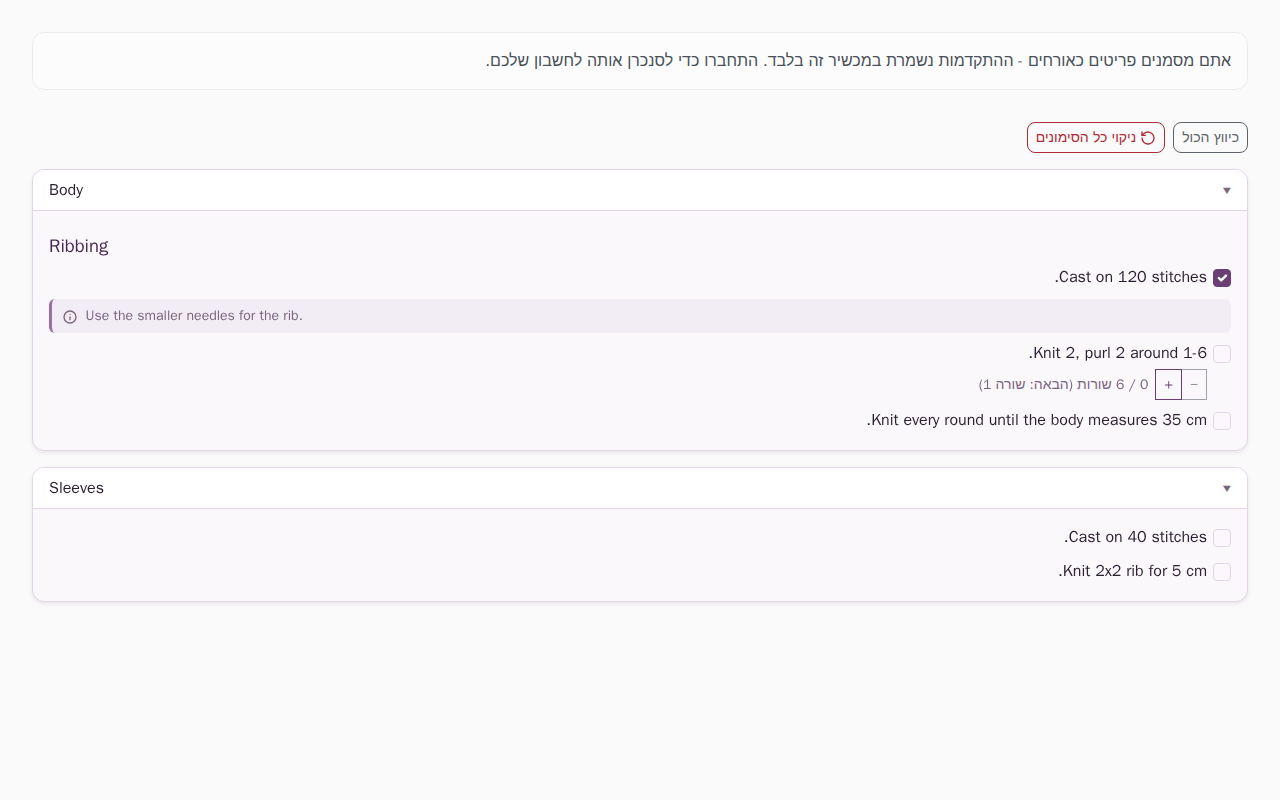 אתם מסמנים פריטים כאורחים - ההתקדמות נשמרת במכשיר זה בלבד. התחברו כדי לסנכרן אותה לחשבון שלכם.
כיווץ הכול
ניקוי כל הסימונים
Body
Ribbing
Cast on 120 stitches.
Use the smaller needles for the rib.
1-6 Knit 2, purl 2 around.
− + 0 / 6 שורות (הבאה: שורה 1)
Knit every round until the body measures 35 cm.
Sleeves
Cast on 40 stitches.
Knit 2x2 rib for 5 cm.